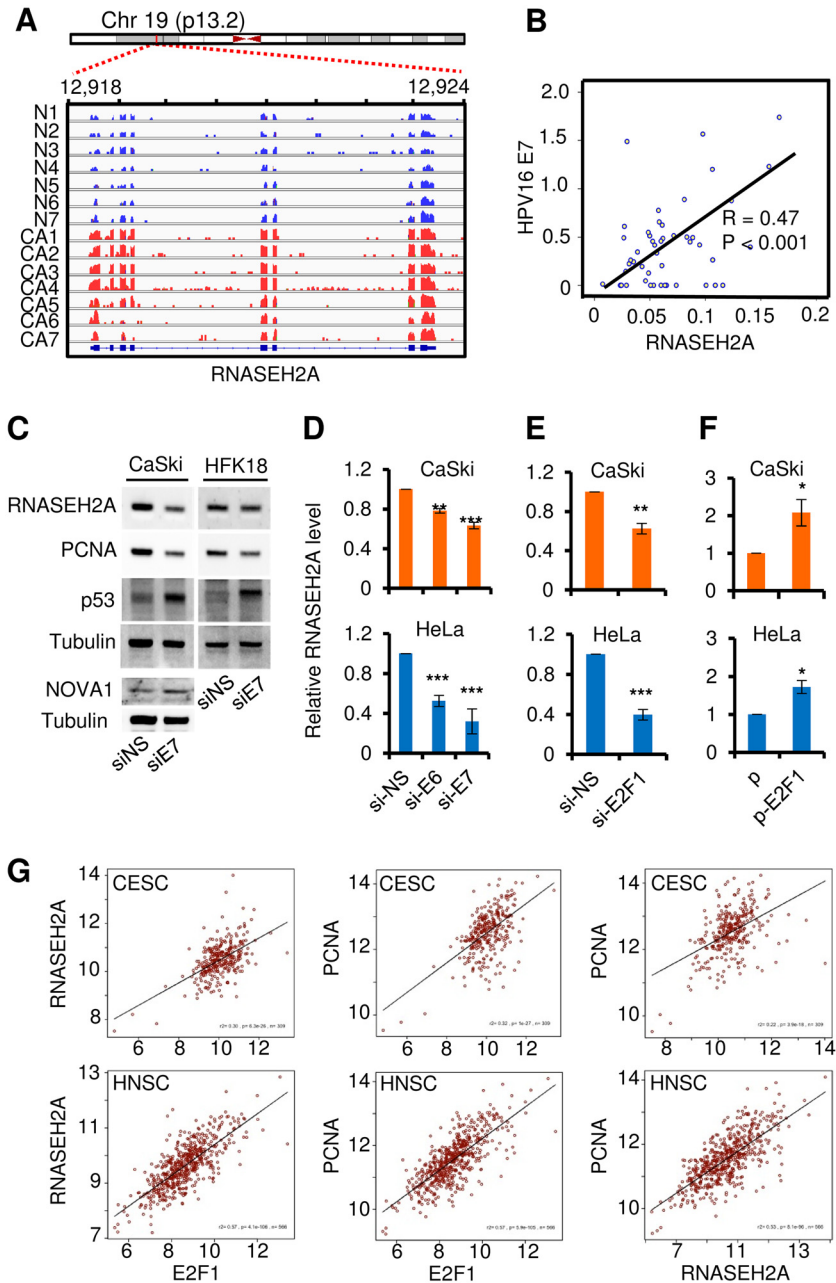 A
Chr 19 (p13.2)
12,918
12,924
N1
N2
N3
N4
N5
N6
N7
CA1
CA2
CA3
CA4
CA5
CA6
CA7
RNASEH2A
B
HPV16 E7
2.0
1.5
1.0
0.5
0
R = 0.47
P < 0.001
0 0.05 0.1 0.15 0.2
RNASEH2A
C
CaSki HFK18
RNASEH2A
PCNA
p53
Tubulin
NOVA1
Tubulin
siNS siE7
siNS siE7
D
Relative RNASEH2A level
CaSki
1.2
0.8
0.4
0
** ***
HeLa
1.2
0.8
0.4
0
*** ***
si-NS si-E6 si-E7
E
CaSki
1.2
0.8
0.4
0
**
HeLa
1.2
0.8
0.4
0
***
si-NS si-E2F1
F
CaSki
3
2
1
0
*
HeLa
3
2
1
0
*
p p-E2F1
G
CESC
RNASEH2A
14
12
10
8
6 8 10 12
CESC
PCNA
14
12
10
6 8 10 12
CESC
PCNA
14
12
10
8 10 12 14
HNSC
RNASEH2A
13
11
9
7
6 8 10 12
E2F1
HNSC
PCNA
14
12
10
6 8 10 12
E2F1
HNSC
PCNA
14
12
10
7 9 11 13
RNASEH2A